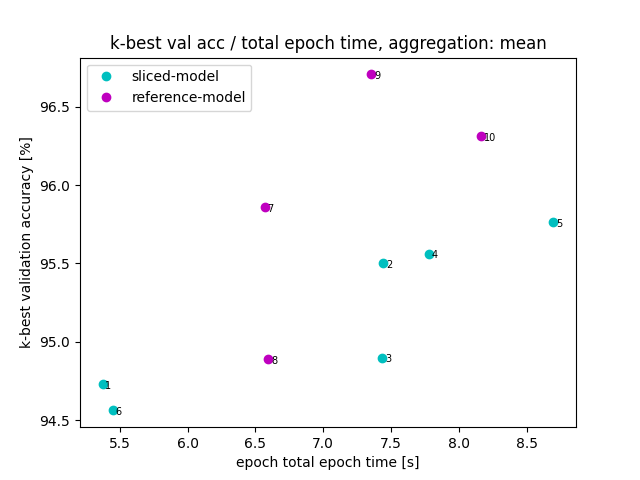 k-best val acc / total epoch time, aggregation: mean
sliced-model
reference-model
9
10
7
5
4
2
3
8
1
6
96.5
96.0
95.5
95.0
94.5
k-best validation accuracy [%]
5.5 6.0 6.5 7.0 7.5 8.0 8.5
epoch total epoch time [s]